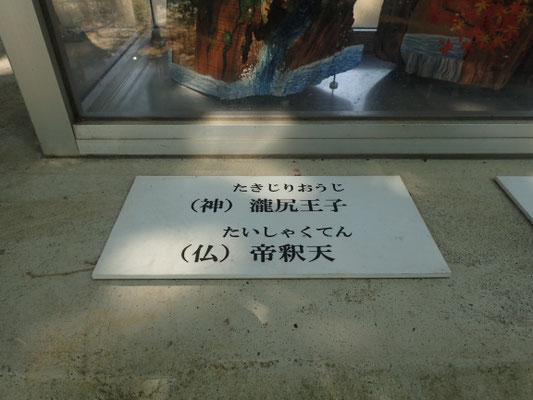 たきじりおうじ
（神）瀧尻王子
たいしゃくてん
（仏）帝釈天